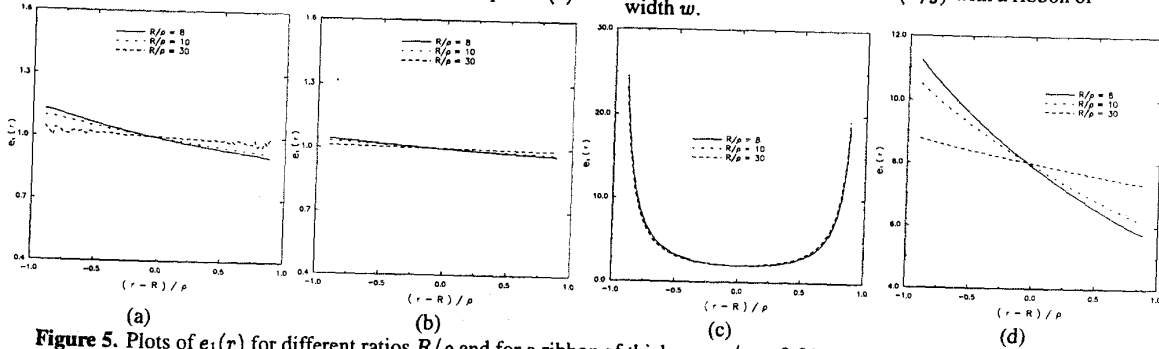 width w.
1.6
1.3
1.0
0.7
0.4
e₁(r)
R/ρ = 8
R/ρ = 10
R/ρ = 30
-1.0 -0.5 0.0 0.5 1.0
(r - R) / ρ
(a)
1.6
1.3
1.0
0.7
0.4
e₁(r)
R/ρ = 8
R/ρ = 10
R/ρ = 30
-1.0 -0.5 0.0 0.5 1.0
(r - R) / ρ
(b)
30.0
20.0
10.0
0.0
e₁(r)
R/ρ = 8
R/ρ = 10
R/ρ = 30
-1.0 -0.5 0.0 0.5 1.0
(r - R) / ρ
(c)
12.0
10.0
8.0
6.0
4.0
e₁(r)
R/ρ = 8
R/ρ = 10
R/ρ = 30
-1.0 -0.5 0.0 0.5 1.0
(r - R) / ρ
(d)
Figure 5. Plots of e₁(r) for different ratios R/ρ and for a ribbon of